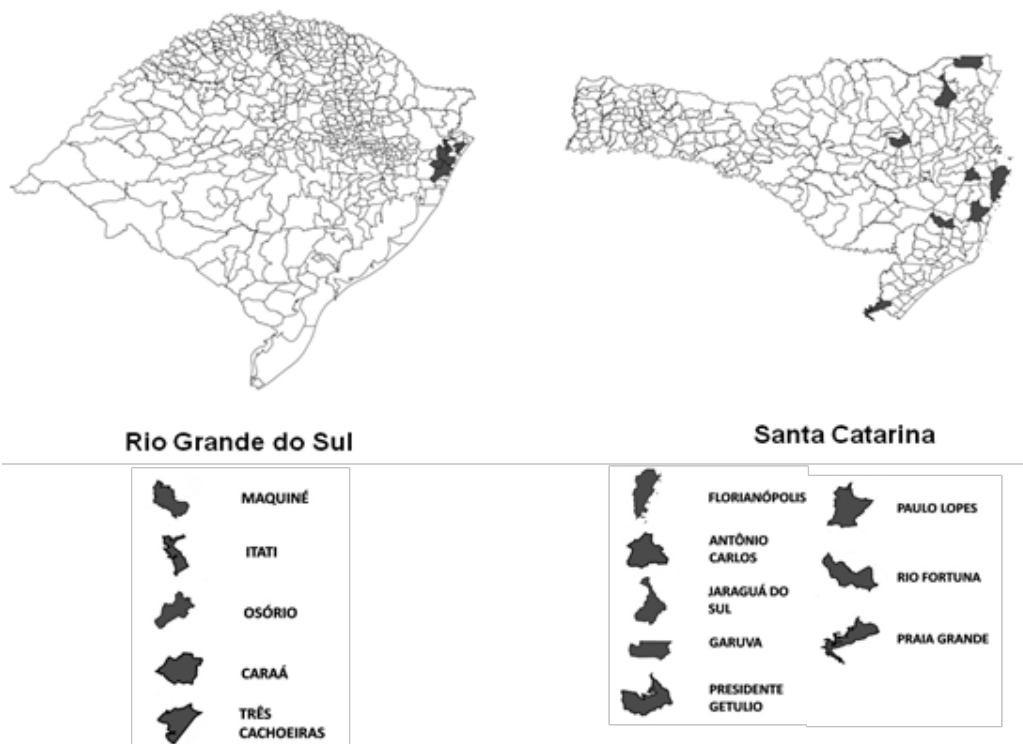 Rio Grande do Sul
MAQUINÉ
ITATI
OSÓRIO
CARAÁ
TRÊS
CACHOEIRAS
Santa Catarina
FLORIANÓPOLIS
ANTÔNIO
CARLOS
JARAGUÁ DO
SUL
GARUVA
PRESIDENTE
GETULIO
PAULO LOPES
RIO FORTUNA
PRAIA GRANDE